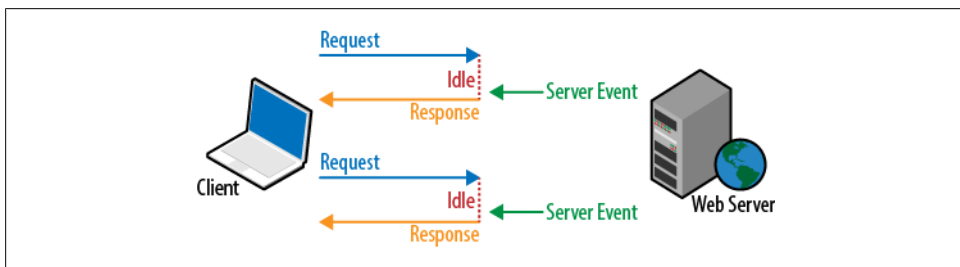 Request
Idle
Server Event
Response
Request
Client
Idle
Server Event
Web Server
Response